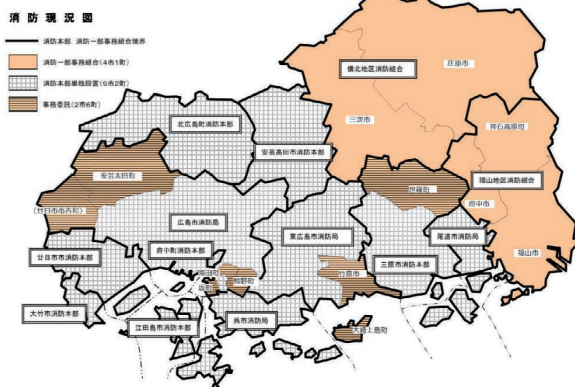 消防現況図
消防本部、消防一部事務組合境界
消防一部事務組合(4市1町)
消防本部単独設置(9市2町)
事務委託(2市6町)
備北地区消防組合
庄原市
三次市
北広島町消防本部
安芸高田市消防本部
神石高原町
安芸太田町
世羅町
福山地区消防組合
府中市
(廿日市市吉和)
広島市消防局
東広島市消防局
尾道市消防局
廿日市市消防本部
府中町消防本部
三原市消防本部
福山市
海田町
熊野町
坂町
竹原市
大竹市消防本部
江田島市消防本部
呉市消防局
大崎上島町